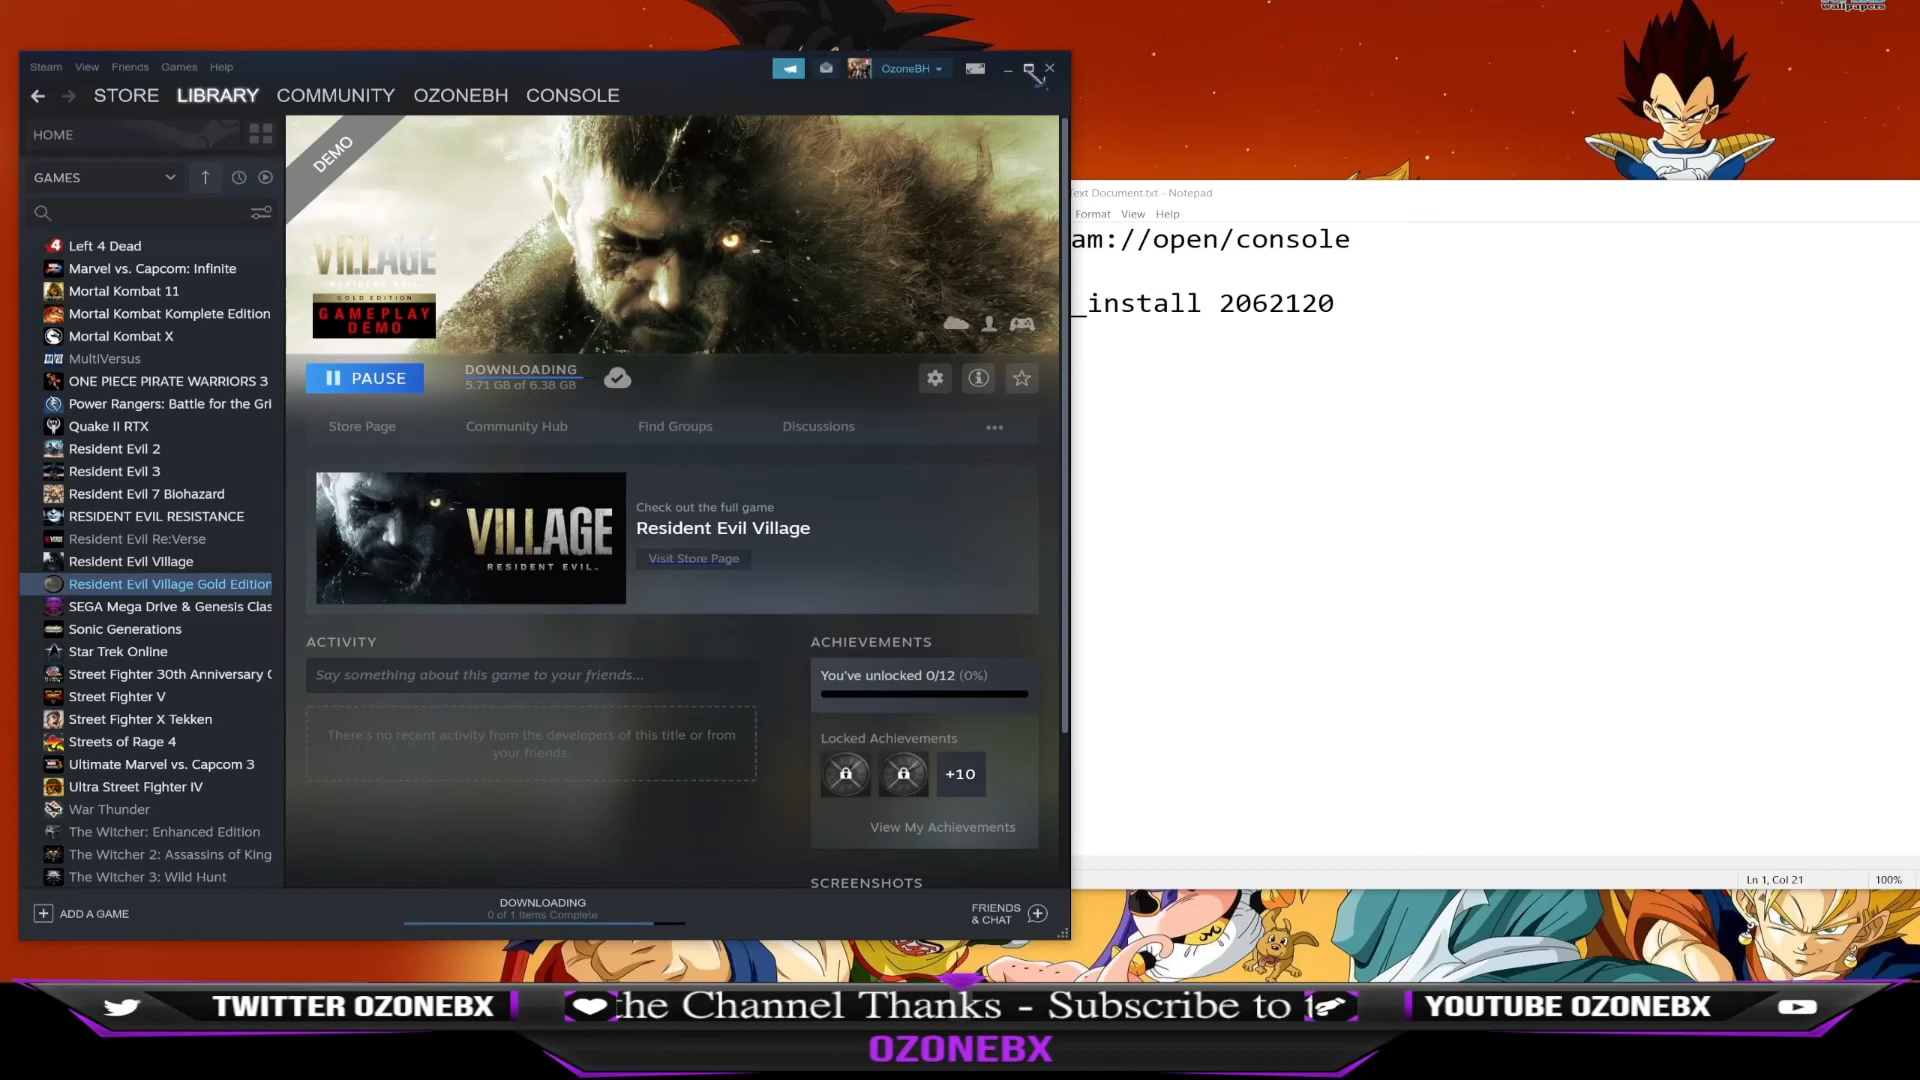 wallpapers
Steam View Friends Games Help
OzoneBH
STORE LIBRARY COMMUNITY OZONEBH CONSOLE
HOME
GAMES
Left 4 Dead
Marvel vs. Capcom: Infinite
Mortal Kombat 11
Mortal Kombat Komplete Edition
Mortal Kombat X
MultiVersus
ONE PIECE PIRATE WARRIORS 3
Power Rangers: Battle for the Gri
Quake II RTX
Resident Evil 2
Resident Evil 3
Resident Evil 7 Biohazard
RESIDENT EVIL RESISTANCE
Resident Evil Re:Verse
Resident Evil Village
Resident Evil Village Gold Edition
SEGA Mega Drive & Genesis Clas
Sonic Generations
Star Trek Online
Street Fighter 30th Anniversary C
Street Fighter V
Street Fighter X Tekken
Streets of Rage 4
Ultimate Marvel vs. Capcom 3
Ultra Street Fighter IV
War Thunder
The Witcher: Enhanced Edition
The Witcher 2: Assassins of King
The Witcher 3: Wild Hunt
ADD A GAME
DEMO
VILLAGE
RESIDENT EVIL
GOLD EDITION
GAMEPLAY
DEMO
PAUSE
DOWNLOADING
5.71 GB of 6.38 GB
Store Page Community Hub Find Groups Discussions
VILLAGE
RESIDENT EVIL
Check out the full game
Resident Evil Village
Visit Store Page
ACTIVITY
Say something about this game to your friends...
There's no recent activity from the developers of this title or from
your friends.
ACHIEVEMENTS
You've unlocked 0/12 (0%)
Locked Achievements
+10
View My Achievements
SCREENSHOTS
DOWNLOADING
0 of 1 Items Complete
FRIENDS
& CHAT
Text Document.txt - Notepad
Format View Help
am://open/console
_install 2062120
Ln 1, Col 21
100%
TWITTER OZONEBX
the Channel Thanks - Subscribe to
YOUTUBE OZONEBX
OZONEBX